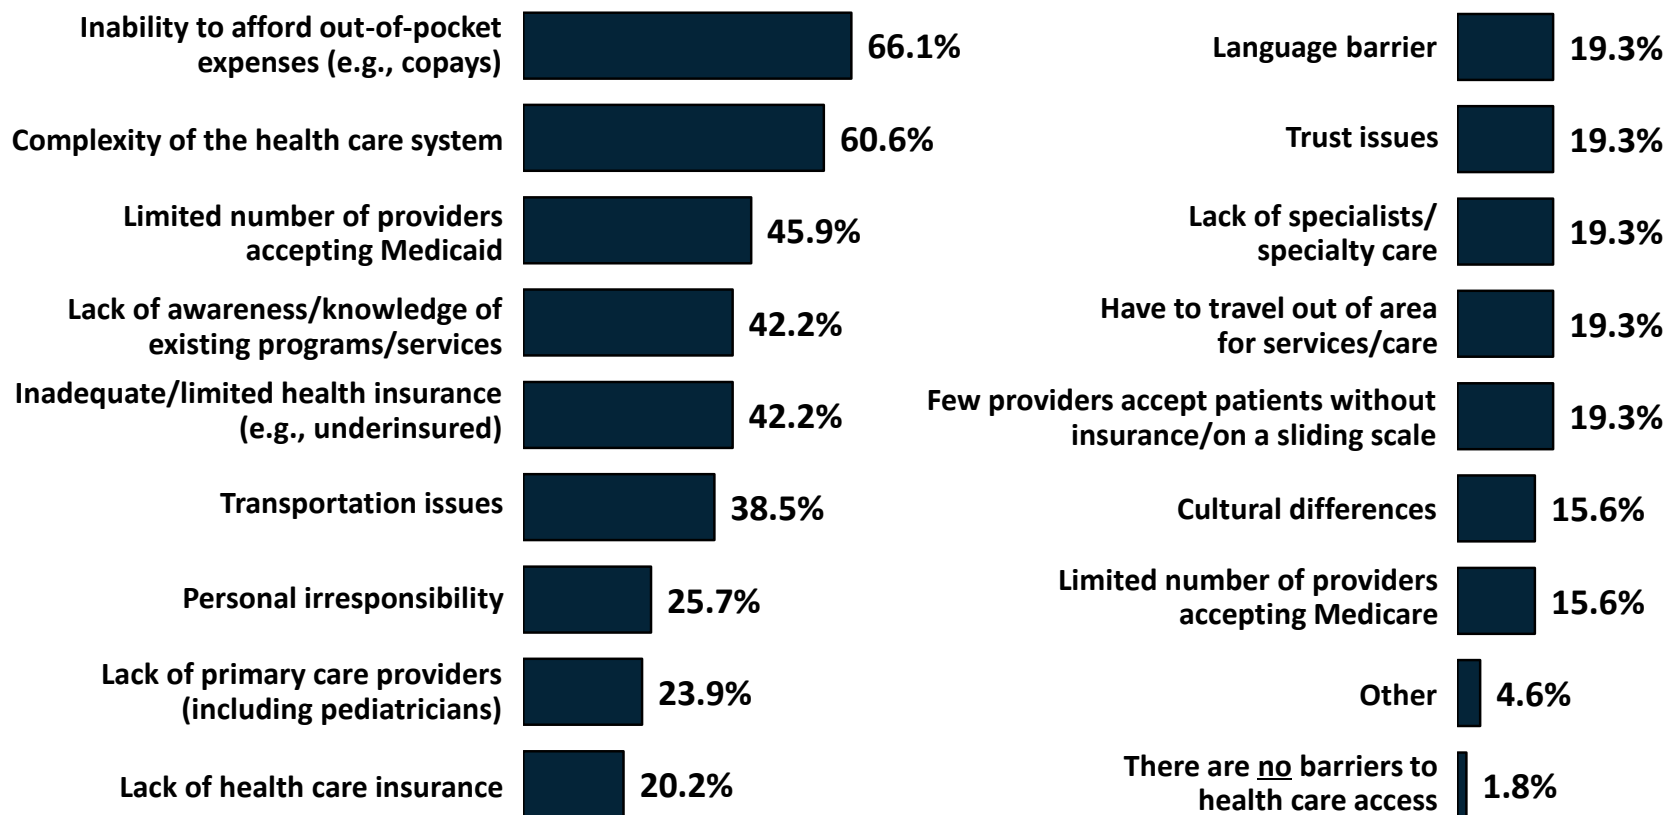 Inability to afford out-of-pocket
expenses (e.g., copays)
66.1%
Complexity of the health care system
60.6%
Limited number of providers
accepting Medicaid
45.9%
Lack of awareness/knowledge of
existing programs/services
42.2%
Inadequate/limited health insurance
(e.g., underinsured)
42.2%
Transportation issues
38.5%
Personal irresponsibility
25.7%
Lack of primary care providers
(including pediatricians)
23.9%
Lack of health care insurance
20.2%
Language barrier
19.3%
Trust issues
19.3%
Lack of specialists/
specialty care
19.3%
Have to travel out of area
for services/care
19.3%
Few providers accept patients without
insurance/on a sliding scale
19.3%
Cultural differences
15.6%
Limited number of providers
accepting Medicare
15.6%
Other
4.6%
There are no barriers to
health care access
1.8%